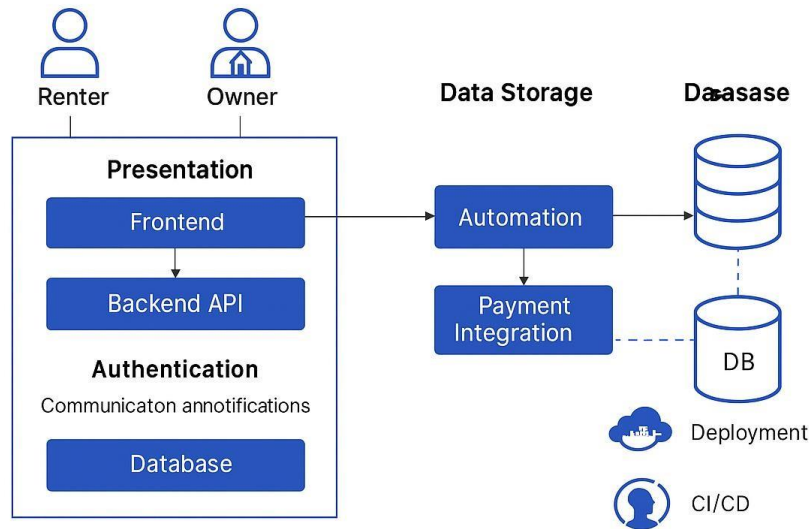 Renter
Owner
Data Storage
Presentation
Frontend
Backend API
Authentication
Communicaton annotifications
Database
Automation
Payment
Integration
DB
Deployment
CI/CD